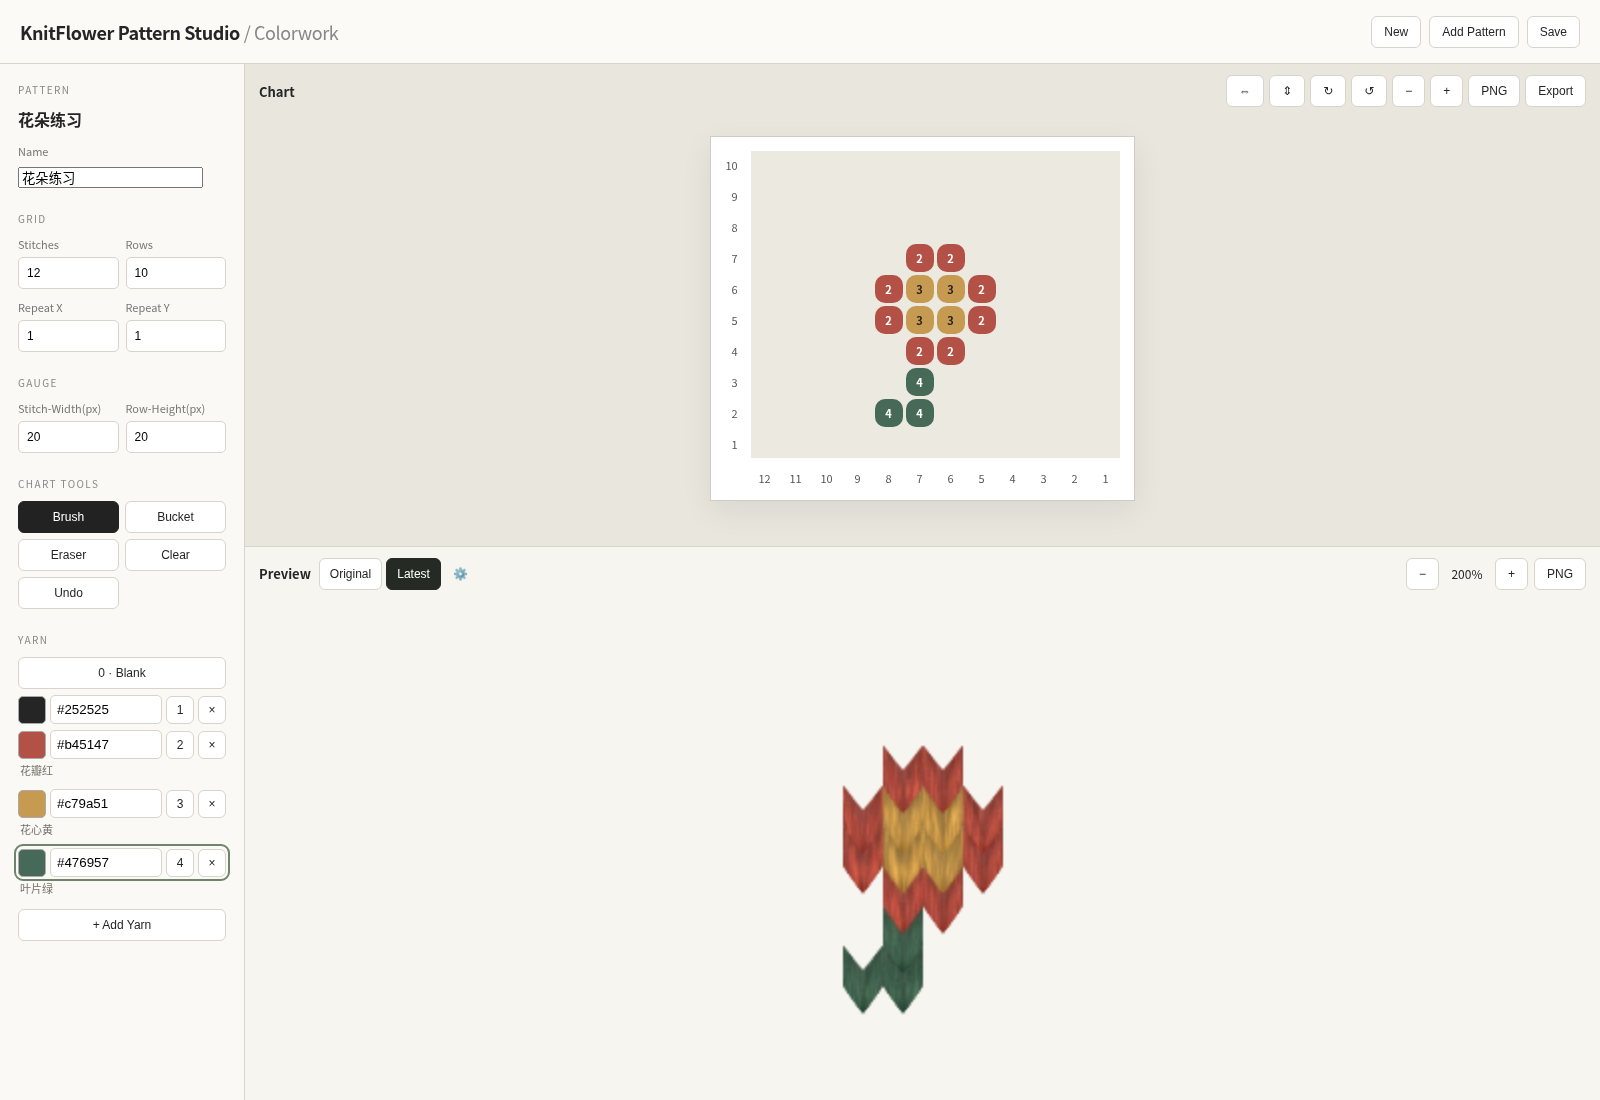 KnitFlower Pattern Studio / Colorwork
New
Add Pattern
Save
PATTERN
花朵练习
Name
花朵练习
GRID
Stitches Rows
12 10
Repeat X Repeat Y
1 1
GAUGE
Stitch-Width(px) Row-Height(px)
20 20
CHART TOOLS
Brush Bucket
Eraser Clear
Undo
YARN
0 · Blank
#252525 1 ×
#b45147 2 ×
花瓣红
#c79a51 3 ×
花心黄
#476957 4 ×
叶片绿
+ Add Yarn
Chart
⇔ ⇕ ↻ ↺ − + PNG Export
10
9
8
7 2 2
6 2 3 3 2
5 2 3 3 2
4 2 2
3 4
2 4 4
1
12 11 10 9 8 7 6 5 4 3 2 1
Preview Original Latest ⚙️
− 200% + PNG